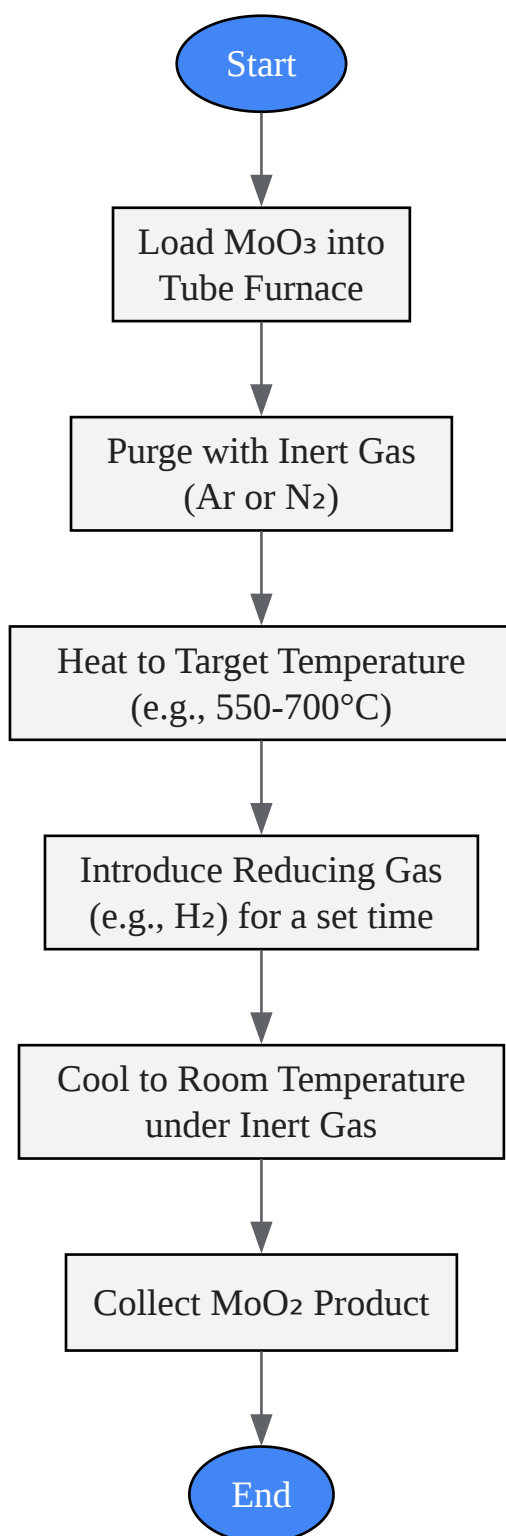 Start
Load MoO₃ into
Tube Furnace
Purge with Inert Gas
(Ar or N₂)
Heat to Target Temperature
(e.g., 550-700°C)
Introduce Reducing Gas
(e.g., H₂) for a set time
Cool to Room Temperature
under Inert Gas
Collect MoO₂ Product
End